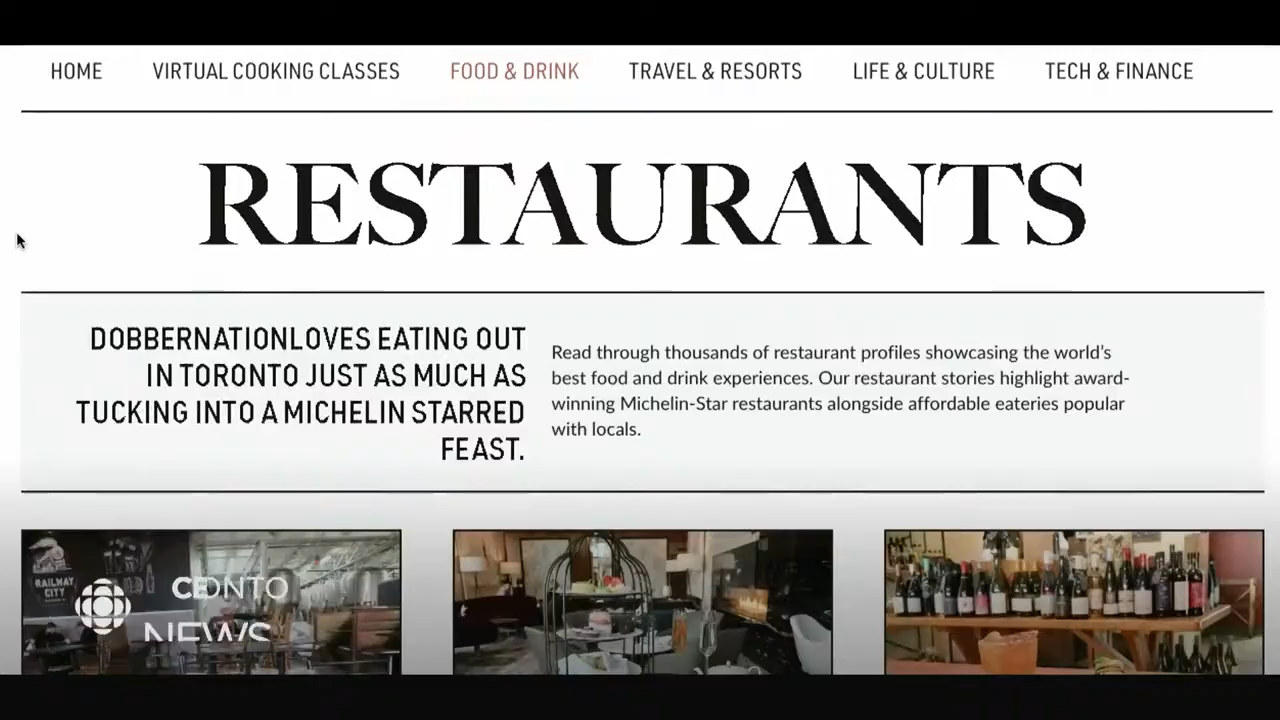 HOME VIRTUAL COOKING CLASSES FOOD & DRINK TRAVEL & RESORTS LIFE & CULTURE TECH & FINANCE
RESTAURANTS
DOBBERNATIONLOVES EATING OUT
IN TORONTO JUST AS MUCH AS
TUCKING INTO A MICHELIN STARRED
FEAST.
Read through thousands of restaurant profiles showcasing the world's
best food and drink experiences. Our restaurant stories highlight award-
winning Michelin-Star restaurants alongside affordable eateries popular
with locals.
RAILWAY
CITY
NEWS